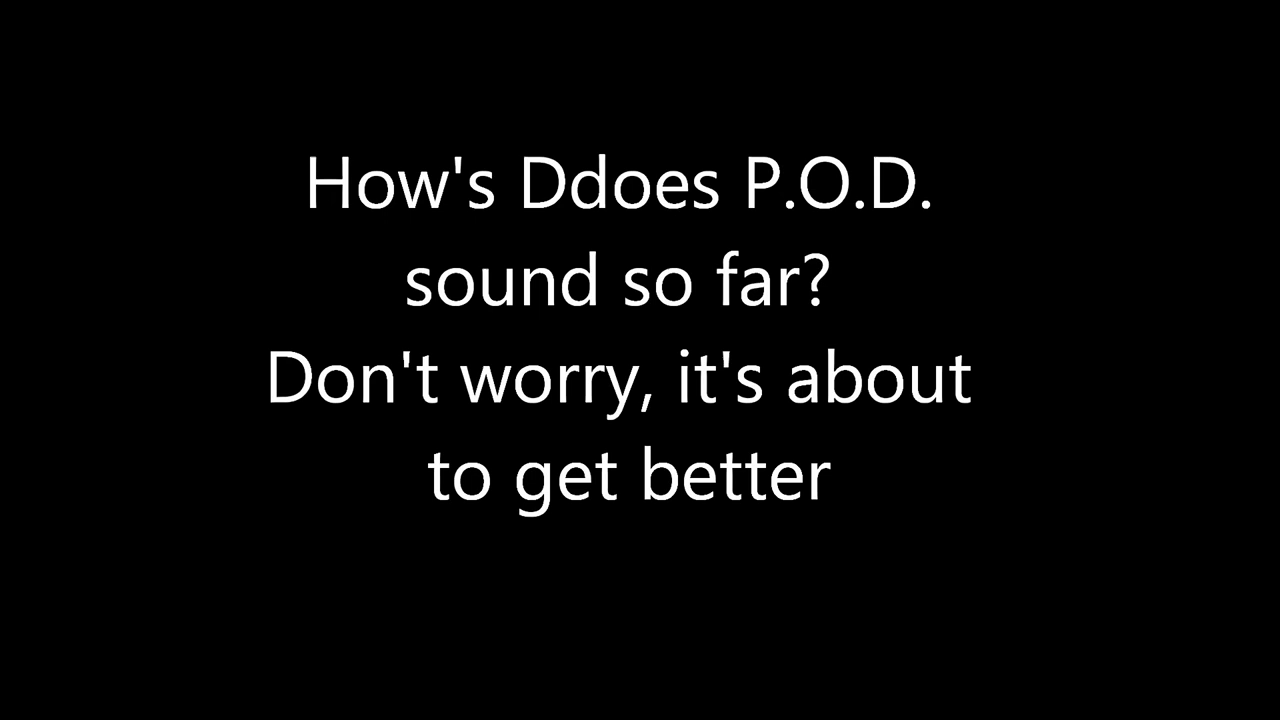 How's Ddoes P.O.D.
sound so far?
Don't worry, it's about
to get better